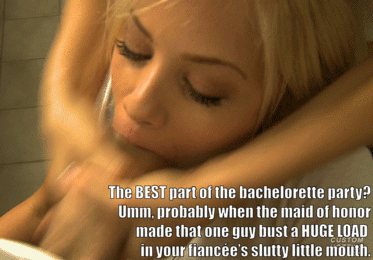 The BEST part of the bachelorette party?
Umm, probably when the maid of honor
made that one guy bust a HUGE LOAD
CUSTOM
in your fiancée's slutty little mouth.